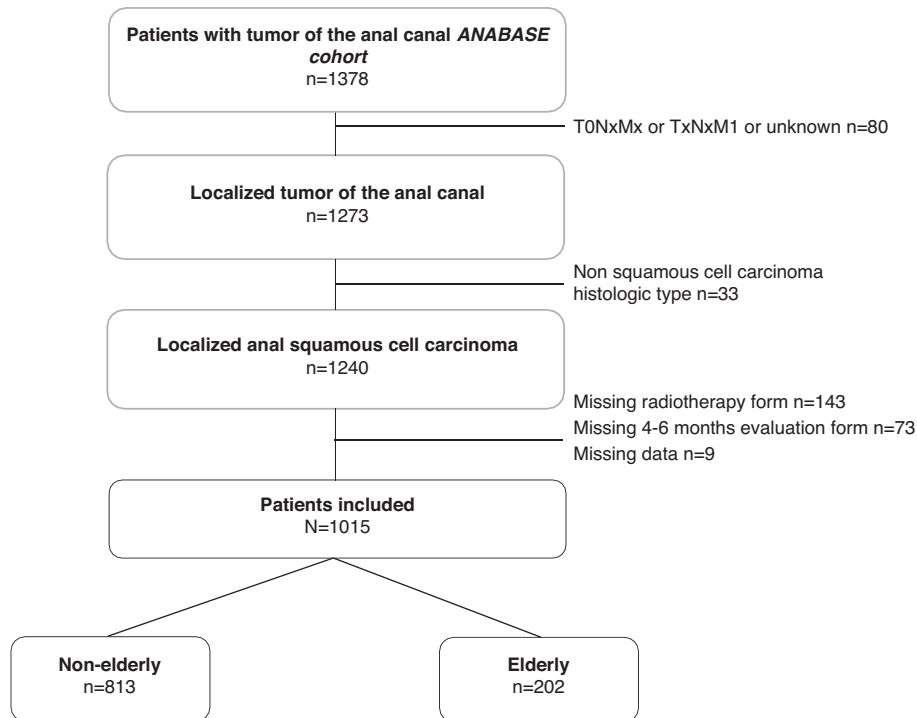 Patients with tumor of the anal canal ANABASE
cohort
n=1378
T0NxMx or TxNxM1 or unknown n=80
Localized tumor of the anal canal
n=1273
Non squamous cell carcinoma
histologic type n=33
Localized anal squamous cell carcinoma
n=1240
Missing radiotherapy form n=143
Missing 4-6 months evaluation form n=73
Missing data n=9
Patients included
N=1015
Non-elderly
n=813
Elderly
n=202